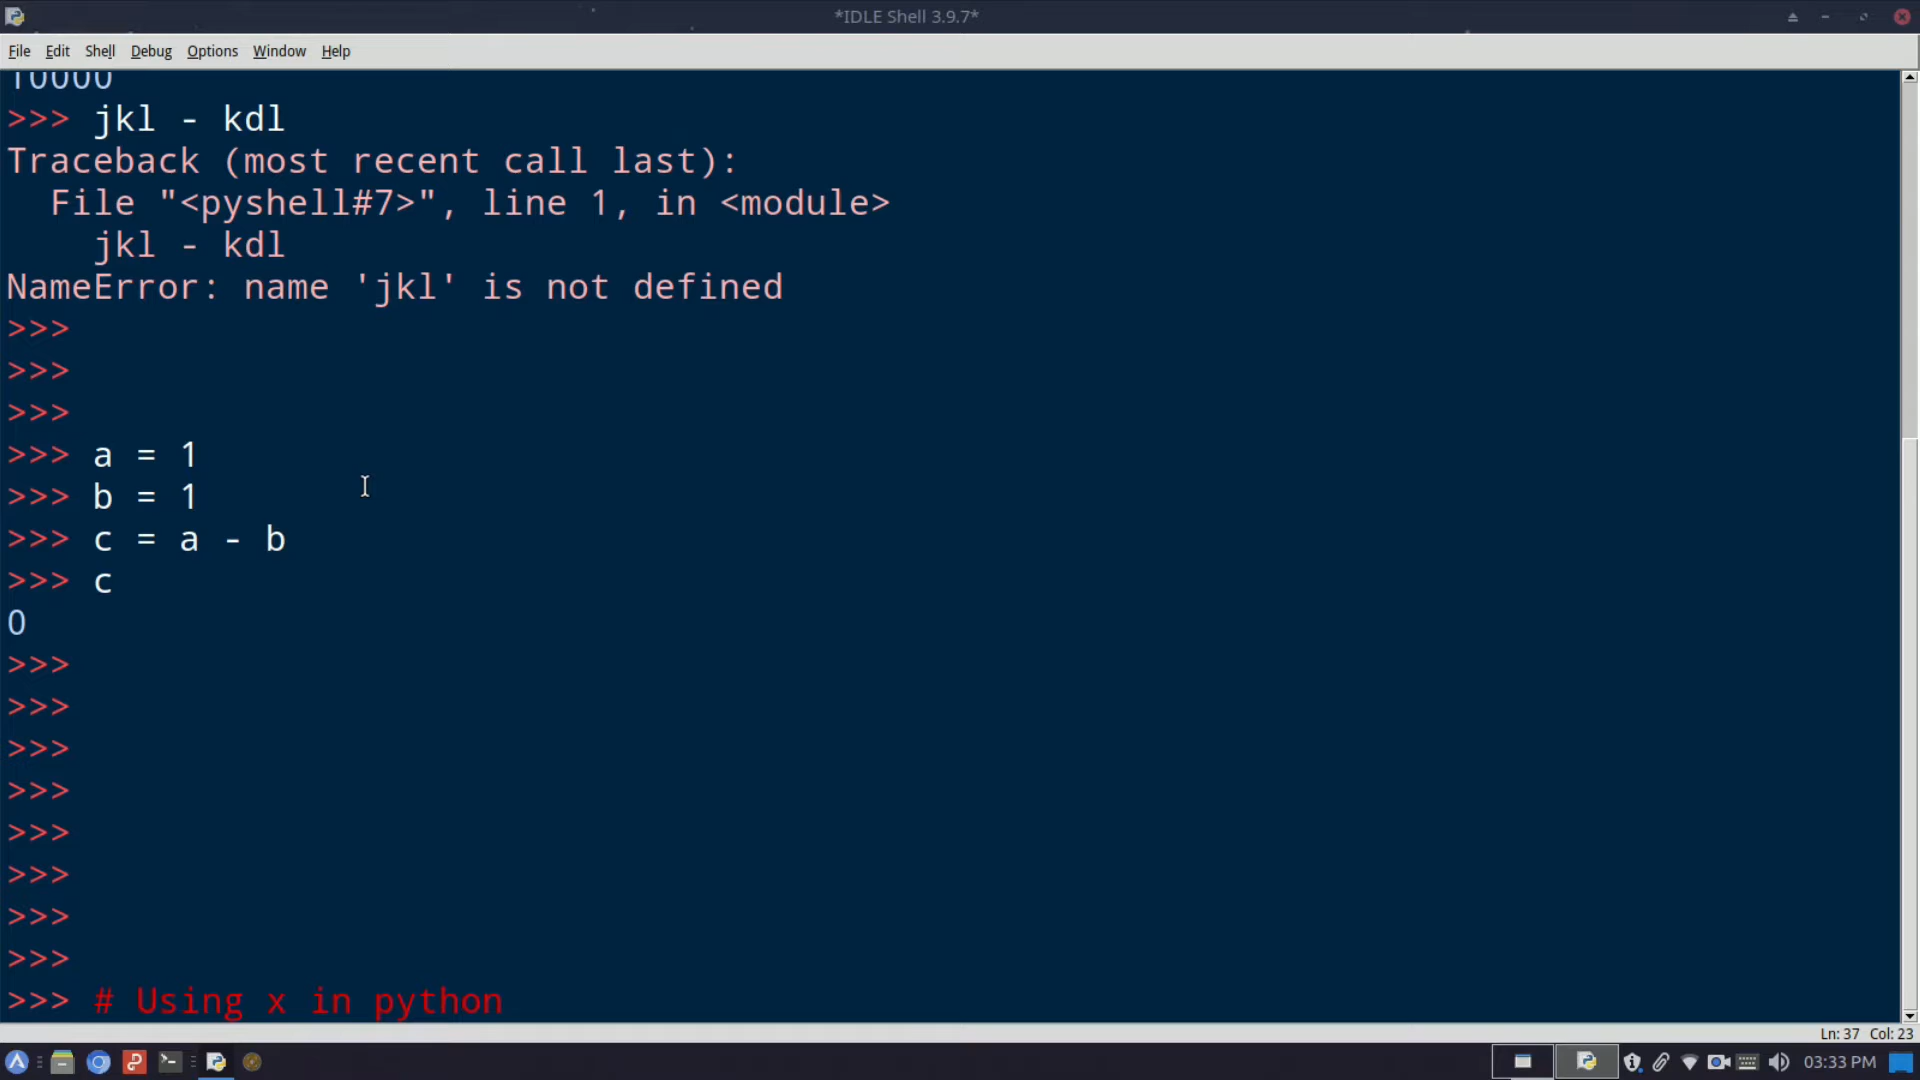 *IDLE Shell 3.9.7*
File Edit Shell Debug Options Window Help
10000
>>> jkl - kdl
Traceback (most recent call last):
  File "<pyshell#7>", line 1, in <module>
    jkl - kdl
NameError: name 'jkl' is not defined
>>>
>>>
>>>
>>> a = 1
>>> b = 1
>>> c = a - b
>>> c
0
>>>
>>>
>>>
>>>
>>>
>>>
>>>
>>>
>>> # Using x in python
Ln: 37 Col: 23
03:33 PM